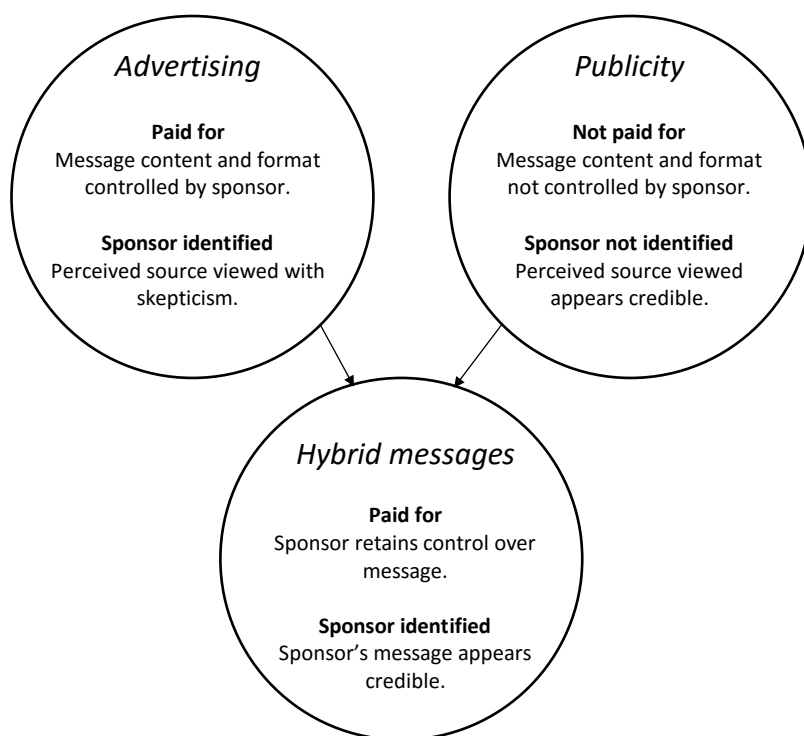 Advertising
Paid for
Message content and format
controlled by sponsor.
Sponsor identified
Perceived source viewed with
skepticism.
Publicity
Not paid for
Message content and format
not controlled by sponsor.
Sponsor not identified
Perceived source viewed
appears credible.
Hybrid messages
Paid for
Sponsor retains control over
message.
Sponsor identified
Sponsor’s message appears
credible.